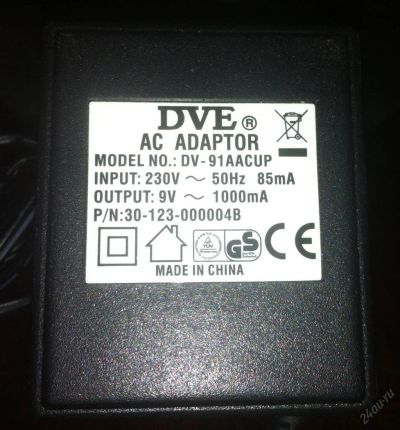 DVE®
AC ADAPTOR
MODEL NO.: DV-91AACUP
INPUT: 230V ~ 50Hz 85mA
OUTPUT: 9V ~ 1000mA
P/N:30-123-000004B
TÜV
GS CE
MADE IN CHINA
24au.ru